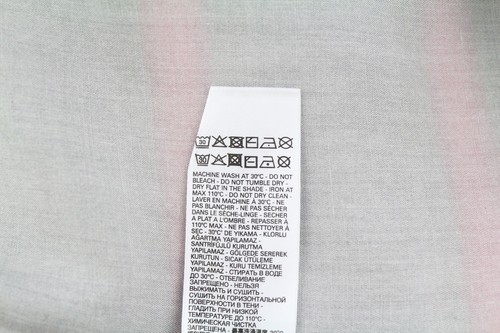 30
30
MACHINE WASH AT 30°C - DO NOT
BLEACH - DO NOT TUMBLE DRY -
DRY FLAT IN THE SHADE - IRON AT
MAX 110°C - DO NOT DRY CLEAN -
LAVER EN MACHINE À 30°C - NE
PAS BLANCHIR - NE PAS SÉCHER
DANS LE SÈCHE-LINGE - SÉCHER
A PLAT A L'OMBRE - REPASSER A
MAX 110°C - NE PAS NETTOYER À
SEC - 30°C' DE YIKAMA - KLORLU
AĞARTMA YAPILAMAZ -
SANTRİFÜJLÜ KURUTMA
YAPILAMAZ - GÖLGEDE SEREREK
KURUTUN - SICAK ÜTÜLEME
YAPILAMAZ - KURU TEMİZLEME
YAPILAMAZ - СТИРАТЬ В ВОДЕ
ДО 30°C - ОТБЕЛИВАНИЕ
ЗАПРЕЩЕНО - НЕЛЬЗЯ
ВЫЖИМАТЬ И СУШИТЬ -
СУШИТЬ НА ГОРИЗОНТАЛЬНОЙ
ПОВЕРХНОСТИ В ТЕНИ -
ГЛАДИТЬ ПРИ НИЗКОЙ
ТЕМПЕРАТУРЕ ДО 110°C -
ХИМИЧЕСКАЯ ЧИСТКА
ЗАПРЕЩЕНА